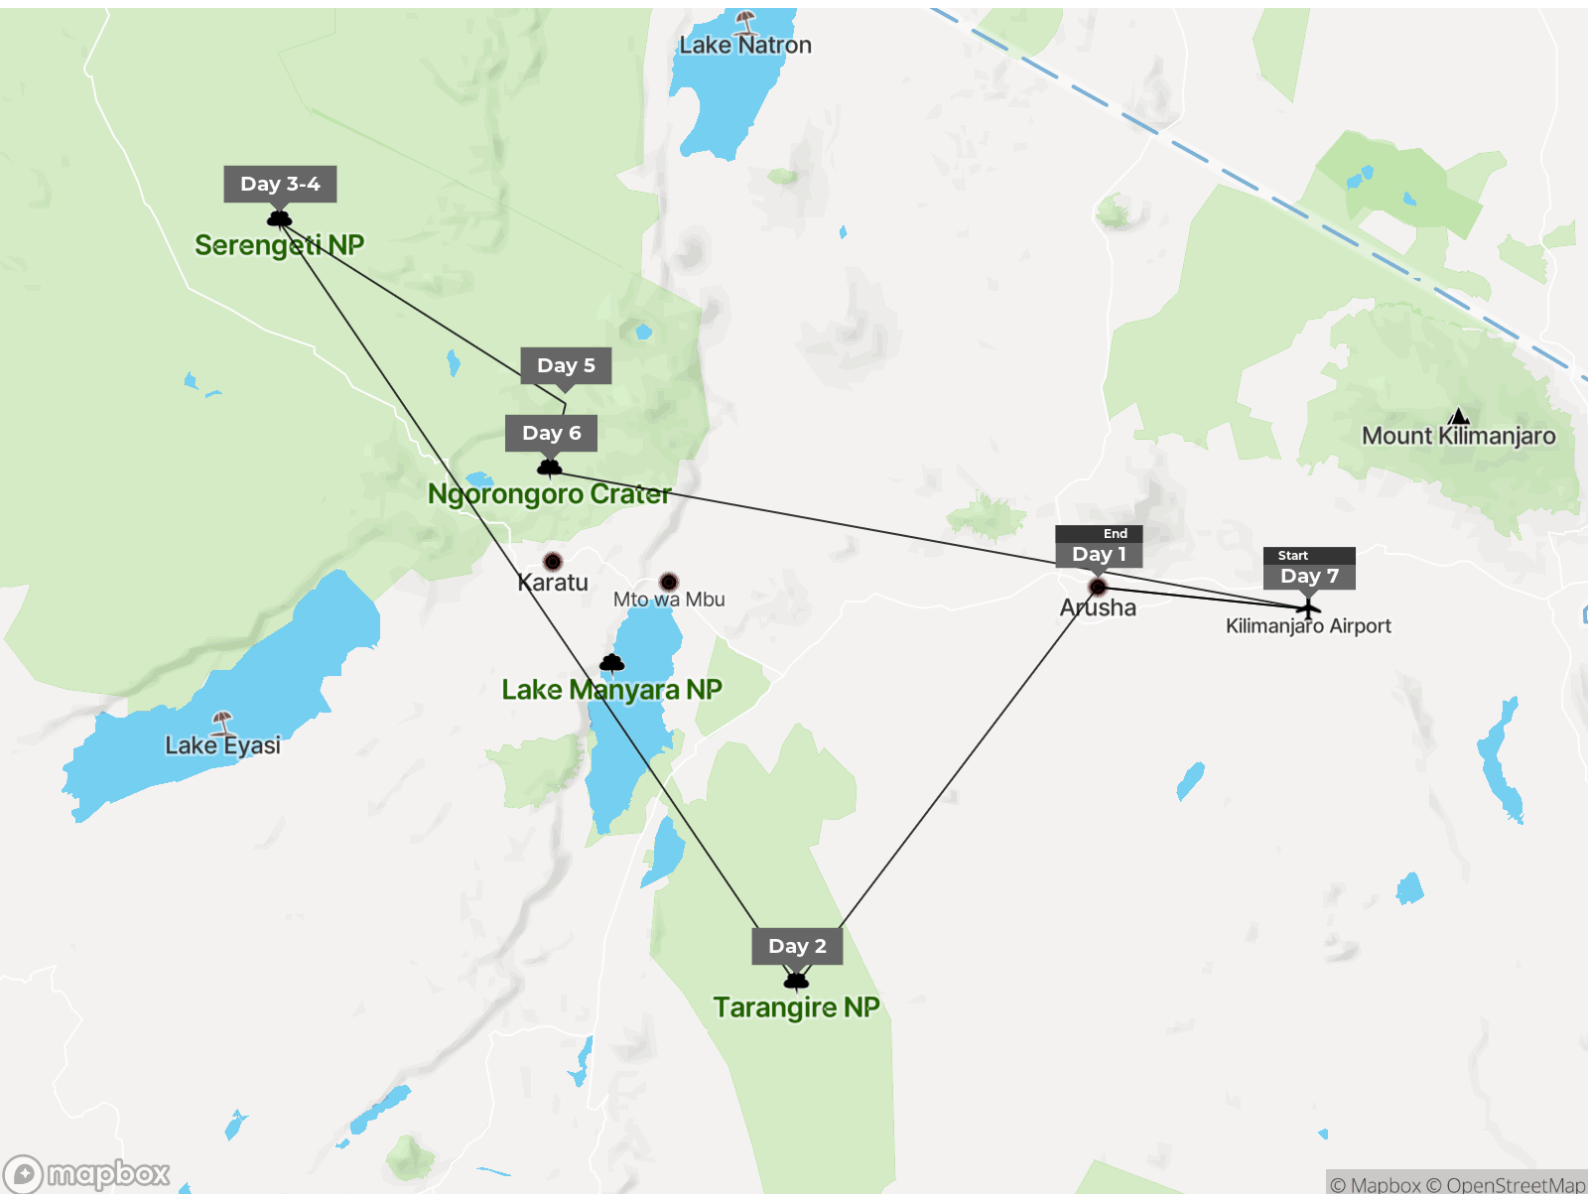 Lake Natron
Day 3-4
Serengeti NP
Day 5
Day 6
Ngorongoro Crater
Mount Kilimanjaro
End
Day 1
Arusha
Start
Day 7
Kilimanjaro Airport
Karatu
Mto wa Mbu
Lake Manyara NP
Lake Eyasi
Day 2
Tarangire NP
mapbox
© Mapbox © OpenStreetMap